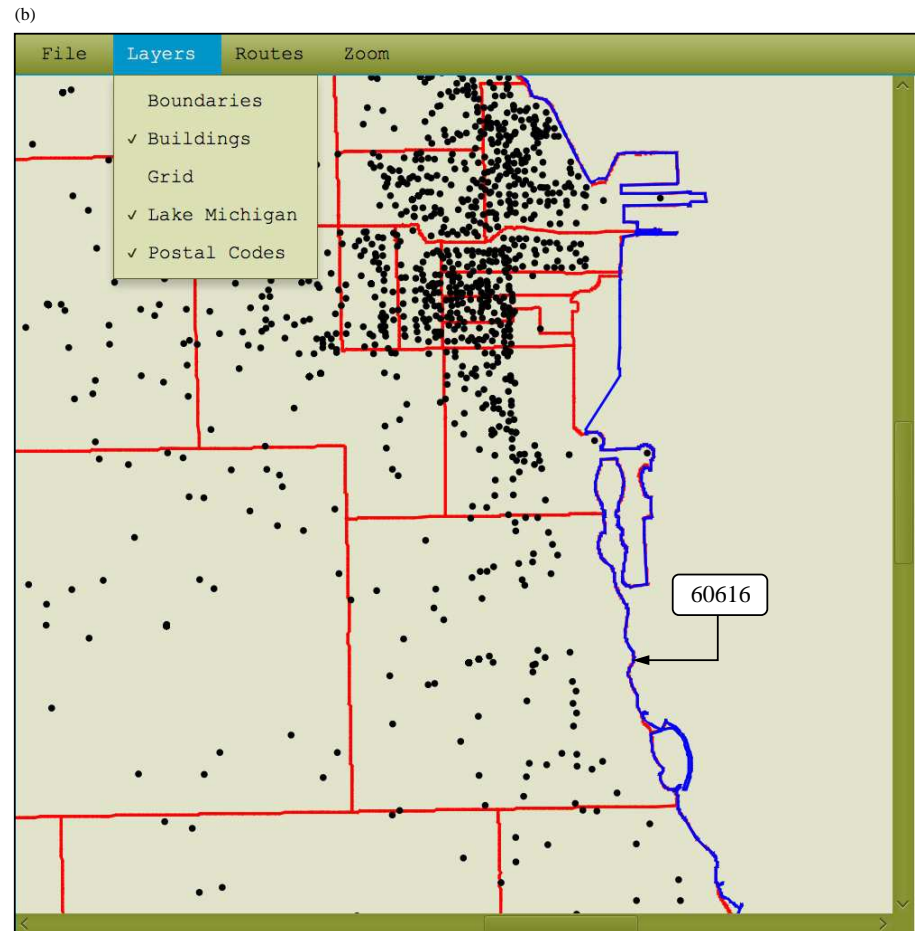 (b)
File Layers Routes Zoom
Boundaries
✓ Buildings
Grid
✓ Lake Michigan
✓ Postal Codes
60616